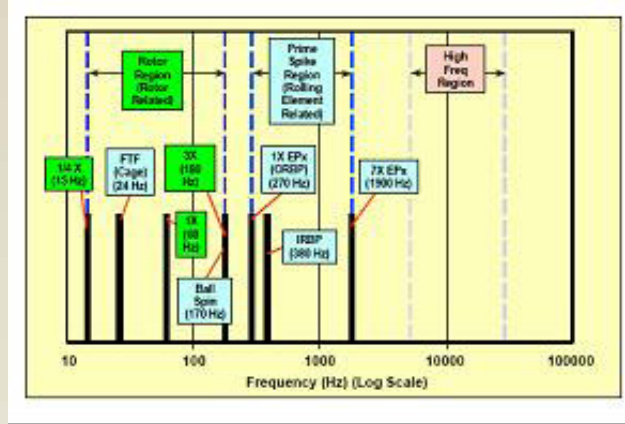 Rotor
Region
(Rotor
Related)
Prime
Spike
Region
(Rolling
Element
Related)
High
Freq
Region
1/4 X
(15 Hz)
FTF
(Cage)
(24 Hz)
3X
(180
Hz)
1X EPx
(ORBP)
(270 Hz)
7X EPx
(1900 Hz)
1X
(60
Hz)
IRBP
(380 Hz)
Ball
Spin
(170 Hz)
10 100 1000 10000 100000
Frequency (Hz) (Log Scale)